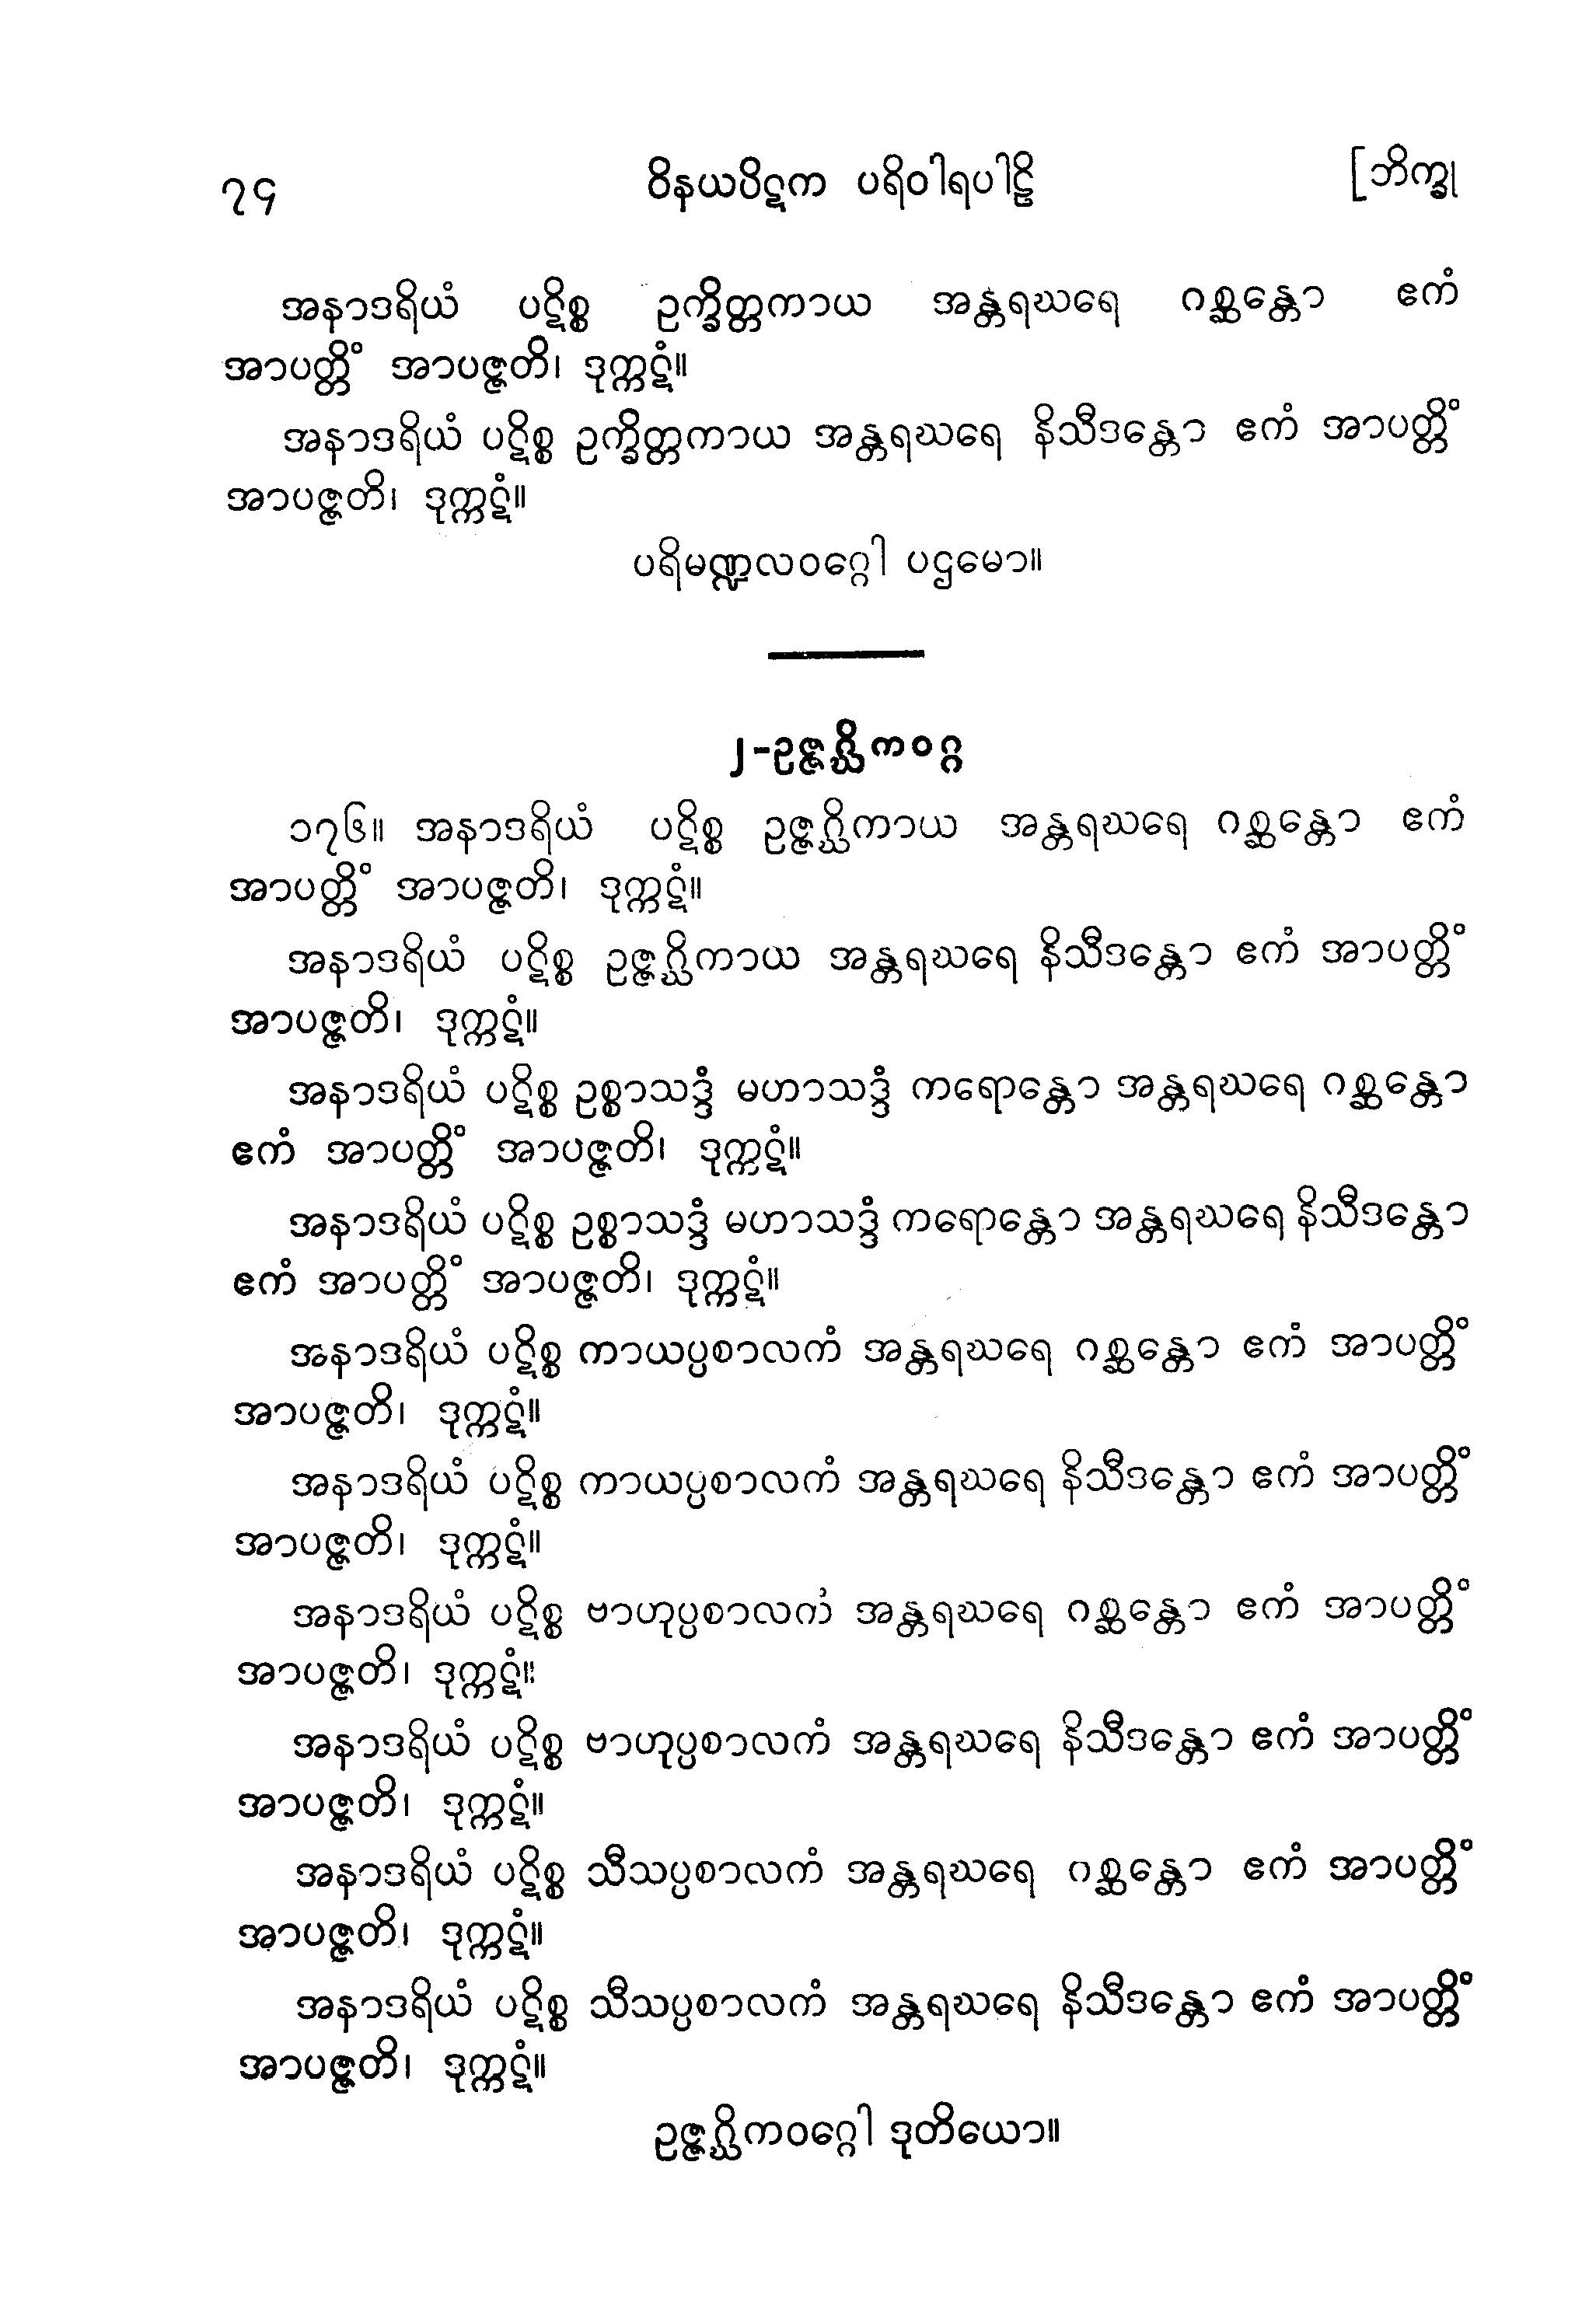 ၇၄ ဝိနယပိဋက ပရိဝါရပါဠိ [ဘိက္ခု
အနာဒရိယံ ပဋိစ္စ ဥက္ခိတ္တကာယ အန္တရဃရေ ဂစ္ဆန္တော ဧကံ
အာပတ္တိံ အာပဇ္ဇတိ၊ ဒုက္ကဋံ။
အနာဒရိယံ ပဋိစ္စ ဥက္ခိတ္တကာယ အန္တရဃရေ နိသီဒန္တော ဧကံ အာပတ္တိံ
အာပဇ္ဇတိ၊ ဒုက္ကဋံ။
ပရိမဏ္ဍလဝဂ္ဂေါ ပဌမော။
၂-ဥဇ္ဇဂ္ဃိကဝဂ္ဂ
၁၇၆။ အနာဒရိယံ ပဋိစ္စ ဥဇ္ဇဂ္ဃိကာယ အန္တရဃရေ ဂစ္ဆန္တော ဧကံ
အာပတ္တိံ အာပဇ္ဇတိ၊ ဒုက္ကဋံ။
အနာဒရိယံ ပဋိစ္စ ဥဇ္ဇဂ္ဃိကာယ အန္တရဃရေ နိသီဒန္တော ဧကံ အာပတ္တိံ
အာပဇ္ဇတိ၊ ဒုက္ကဋံ။
အနာဒရိယံ ပဋိစ္စ ဥစ္စာသဒ္ဒံ မဟာသဒ္ဒံ ကရောန္တော အန္တရဃရေ ဂစ္ဆန္တော
ဧကံ အာပတ္တိံ အာပဇ္ဇတိ၊ ဒုက္ကဋံ။
အနာဒရိယံ ပဋိစ္စ ဥစ္စာသဒ္ဒံ မဟာသဒ္ဒံ ကရောန္တော အန္တရဃရေ နိသီဒန္တော
ဧကံ အာပတ္တိံ အာပဇ္ဇတိ၊ ဒုက္ကဋံ။
အနာဒရိယံ ပဋိစ္စ ကာယပ္ပစာလကံ အန္တရဃရေ ဂစ္ဆန္တော ဧကံ အာပတ္တိံ
အာပဇ္ဇတိ၊ ဒုက္ကဋံ။
အနာဒရိယံ ပဋိစ္စ ကာယပ္ပစာလကံ အန္တရဃရေ နိသီဒန္တော ဧကံ အာပတ္တိံ
အာပဇ္ဇတိ၊ ဒုက္ကဋံ။
အနာဒရိယံ ပဋိစ္စ ဗာဟုပ္ပစာလကံ အန္တရဃရေ ဂစ္ဆန္တော ဧကံ အာပတ္တိံ
အာပဇ္ဇတိ၊ ဒုက္ကဋံ။
အနာဒရိယံ ပဋိစ္စ ဗာဟုပ္ပစာလကံ အန္တရဃရေ နိသီဒန္တော ဧကံ အာပတ္တိံ
အာပဇ္ဇတိ၊ ဒုက္ကဋံ။
အနာဒရိယံ ပဋိစ္စ သီသပ္ပစာလကံ အန္တရဃရေ ဂစ္ဆန္တော ဧကံ အာပတ္တိံ
အာပဇ္ဇတိ၊ ဒုက္ကဋံ။
အနာဒရိယံ ပဋိစ္စ သီသပ္ပစာလကံ အန္တရဃရေ နိသီဒန္တော ဧကံ အာပတ္တိံ
အာပဇ္ဇတိ၊ ဒုက္ကဋံ။
ဥဇ္ဇဂ္ဃိကဝဂ္ဂေါ ဒုတိယော။